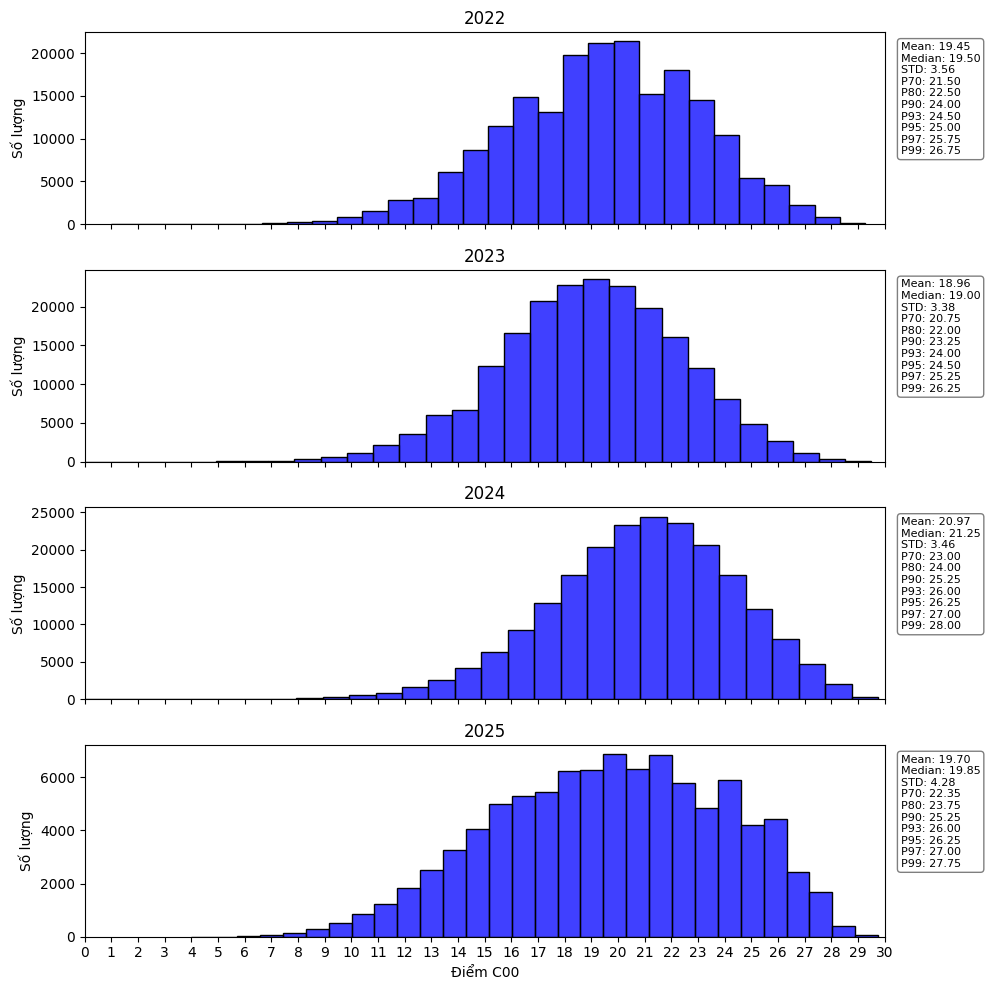 2022
20000
15000
10000
5000
0
Số lượng
Mean: 19.45
Median: 19.50
STD: 3.56
P70: 21.50
P80: 22.50
P90: 24.00
P93: 24.50
P95: 25.00
P97: 25.75
P99: 26.75
2023
20000
15000
10000
5000
0
Số lượng
Mean: 18.96
Median: 19.00
STD: 3.38
P70: 20.75
P80: 22.00
P90: 23.25
P93: 24.00
P95: 24.50
P97: 25.25
P99: 26.25
2024
25000
20000
15000
10000
5000
0
Số lượng
Mean: 20.97
Median: 21.25
STD: 3.46
P70: 23.00
P80: 24.00
P90: 25.25
P93: 26.00
P95: 26.25
P97: 27.00
P99: 28.00
2025
6000
4000
2000
0
Số lượng
Mean: 19.70
Median: 19.85
STD: 4.28
P70: 22.35
P80: 23.75
P90: 25.25
P93: 26.00
P95: 26.25
P97: 27.00
P99: 27.75
0 1 2 3 4 5 6 7 8 9 10 11 12 13 14 15 16 17 18 19 20 21 22 23 24 25 26 27 28 29 30
Điểm C00